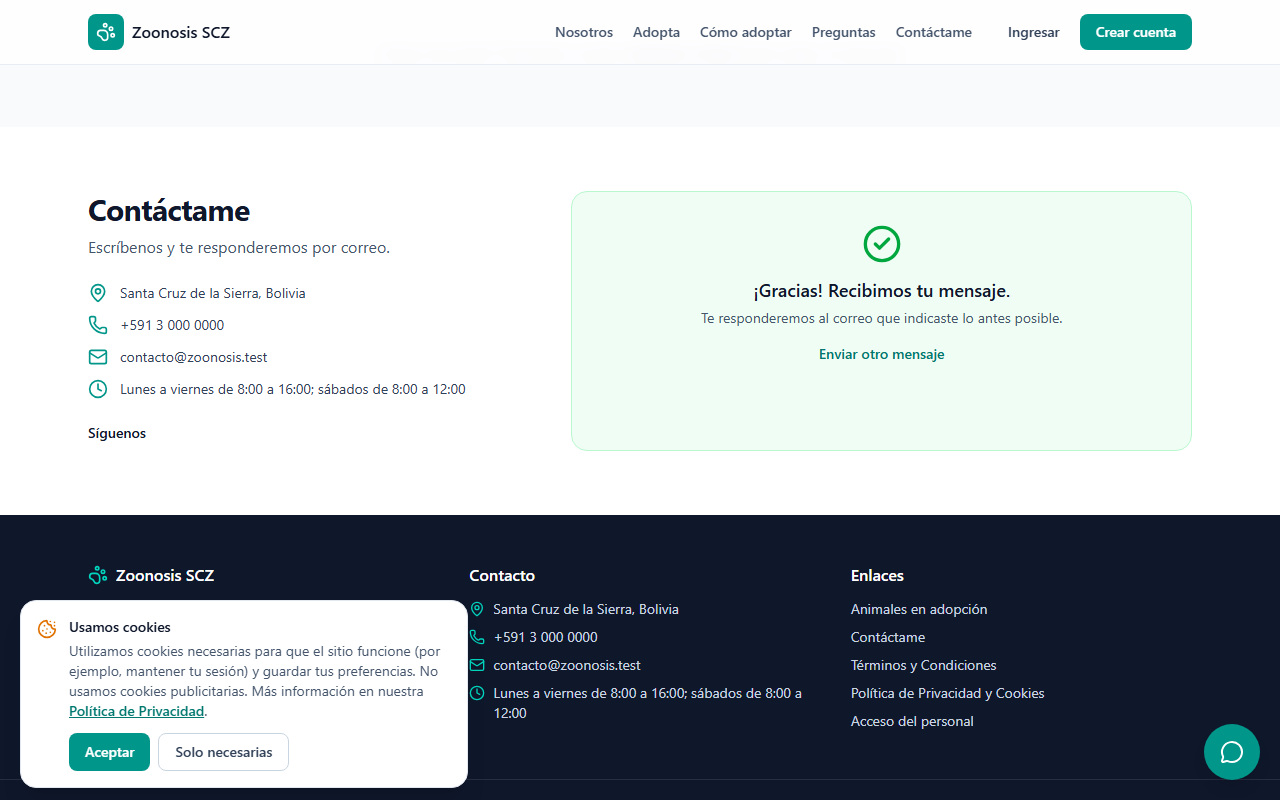 Zoonosis SCZ
Nosotros
Adopta
Cómo adoptar
Preguntas
Contáctame
Ingresar
Crear cuenta
Contáctame
Escríbenos y te responderemos por correo.
Santa Cruz de la Sierra, Bolivia
+591 3 000 0000
contacto@zoonosis.test
Lunes a viernes de 8:00 a 16:00; sábados de 8:00 a 12:00
Síguenos
¡Gracias! Recibimos tu mensaje.
Te responderemos al correo que indicaste lo antes posible.
Enviar otro mensaje
Zoonosis SCZ
Contacto
Santa Cruz de la Sierra, Bolivia
+591 3 000 0000
contacto@zoonosis.test
Lunes a viernes de 8:00 a 16:00; sábados de 8:00 a
12:00
Enlaces
Animales en adopción
Contáctame
Términos y Condiciones
Política de Privacidad y Cookies
Acceso del personal
Usamos cookies
Utilizamos cookies necesarias para que el sitio funcione (por
ejemplo, mantener tu sesión) y guardar tus preferencias. No
usamos cookies publicitarias. Más información en nuestra
Política de Privacidad.
Aceptar
Solo necesarias